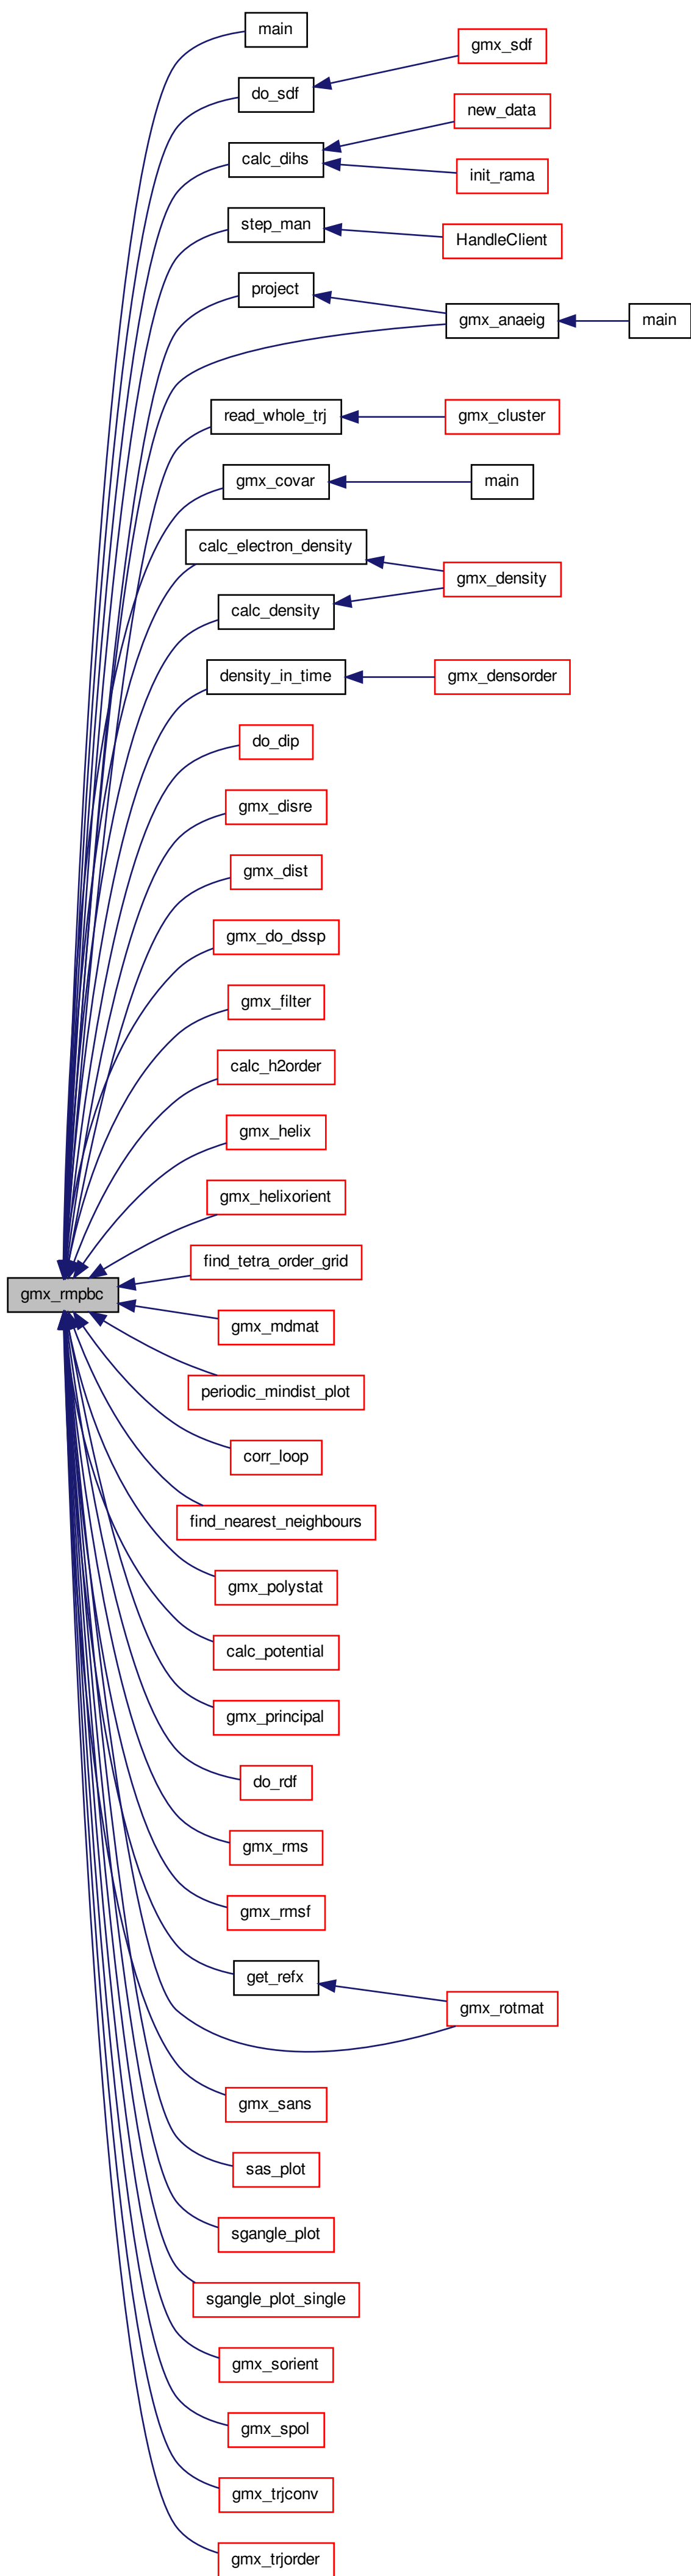 main
gmx_sdf
do_sdf
new_data
calc_dihs
init_rama
step_man
HandleClient
project
gmx_anaeig
main
read_whole_trj
gmx_cluster
gmx_covar
main
calc_electron_density
gmx_density
calc_density
density_in_time
gmx_densorder
do_dip
gmx_disre
gmx_dist
gmx_do_dssp
gmx_filter
calc_h2order
gmx_helix
gmx_helixorient
find_tetra_order_grid
gmx_rmpbc
gmx_mdmat
periodic_mindist_plot
corr_loop
find_nearest_neighbours
gmx_polystat
calc_potential
gmx_principal
do_rdf
gmx_rms
gmx_rmsf
get_refx
gmx_rotmat
gmx_sans
sas_plot
sgangle_plot
sgangle_plot_single
gmx_sorient
gmx_spol
gmx_trjconv
gmx_trjorder